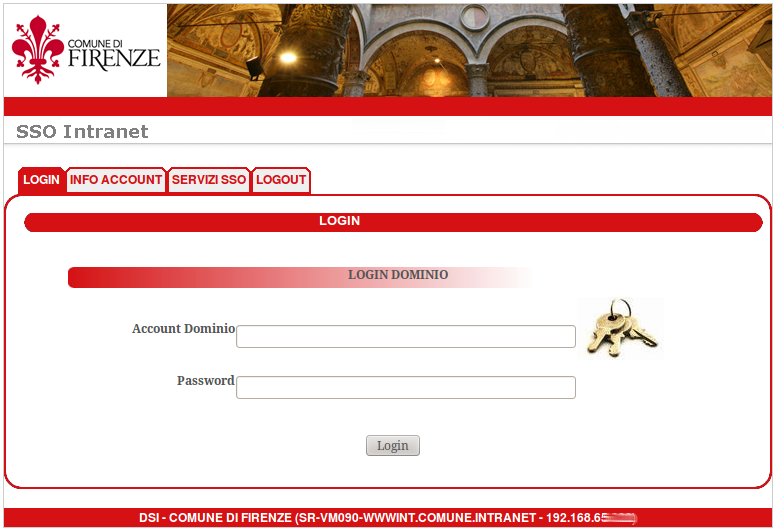 COMUNE DI
FIRENZE
SSO Intranet
LOGIN INFO ACCOUNT SERVIZI SSO LOGOUT
LOGIN
LOGIN DOMINIO
Account Dominio
Password
Login
DSI - COMUNE DI FIRENZE (SR-VM090-WWWINT.COMUNE.INTRANET - 192.168.65